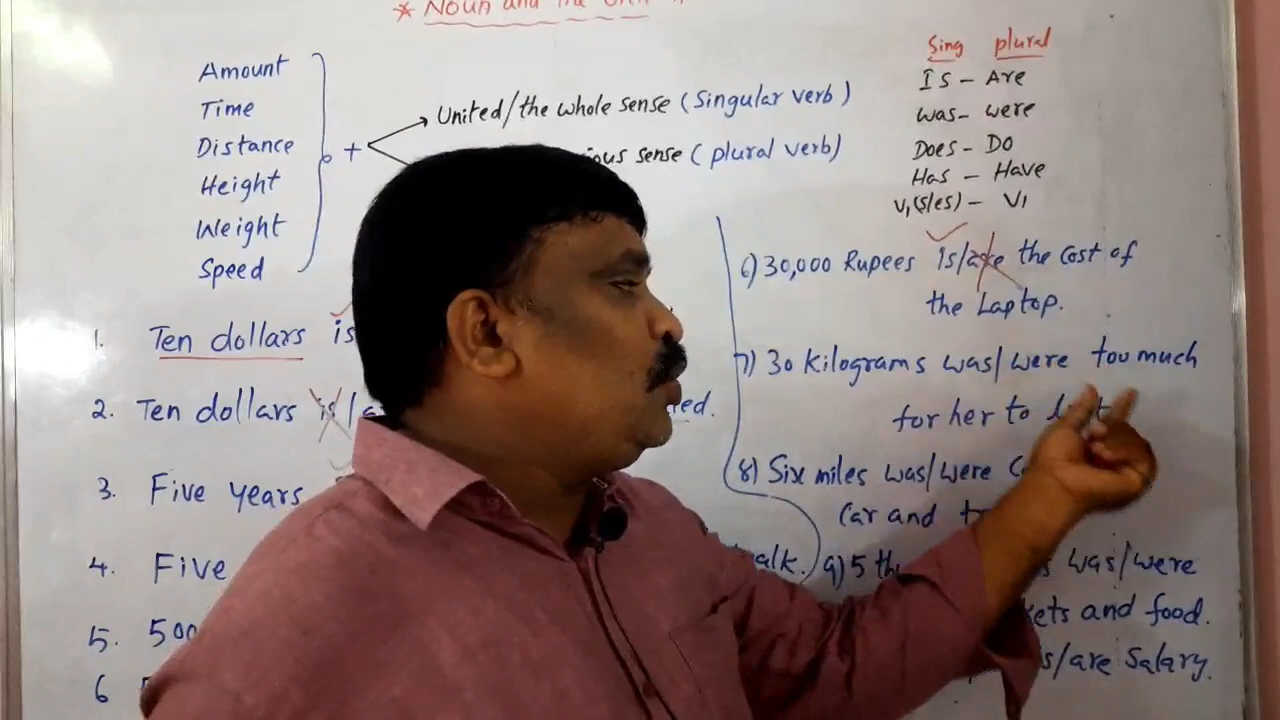 * Noun and the
Amount
Time
Distance
Height
Weight
Speed
+
United/the whole sense (Singular verb)
sense (plural verb)
Sing plural
Is - Are
was - were
Does - Do
Has - Have
V1(s/es) - V1
1. Ten dollars is
2. Ten dollars is/a
3. Five years
4. Five
5. 500
6
6) 30,000 Rupees is/are the cost of
the Laptop.
7) 30 kilograms was/were too much
for her to
8) Six miles was/were
Car and
9) 5 was/were
and food.
is/are Salary.